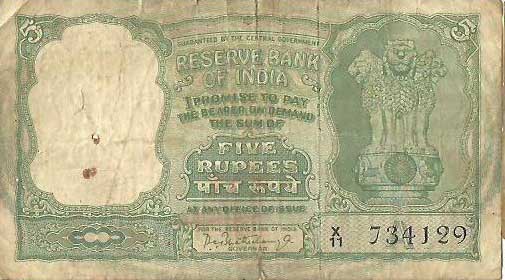 5
5
GUARANTEED BY THE CENTRAL GOVERNMENT
RESERVE BANK
OF INDIA
I PROMISE TO PAY
THE BEARER ON DEMAND
THE SUM OF
FIVE
RUPEES
पाँच रुपये
AT ANY OFFICE OF ISSUE
FOR THE RESERVE BANK OF INDIA
GOVERNOR
X/11 734129